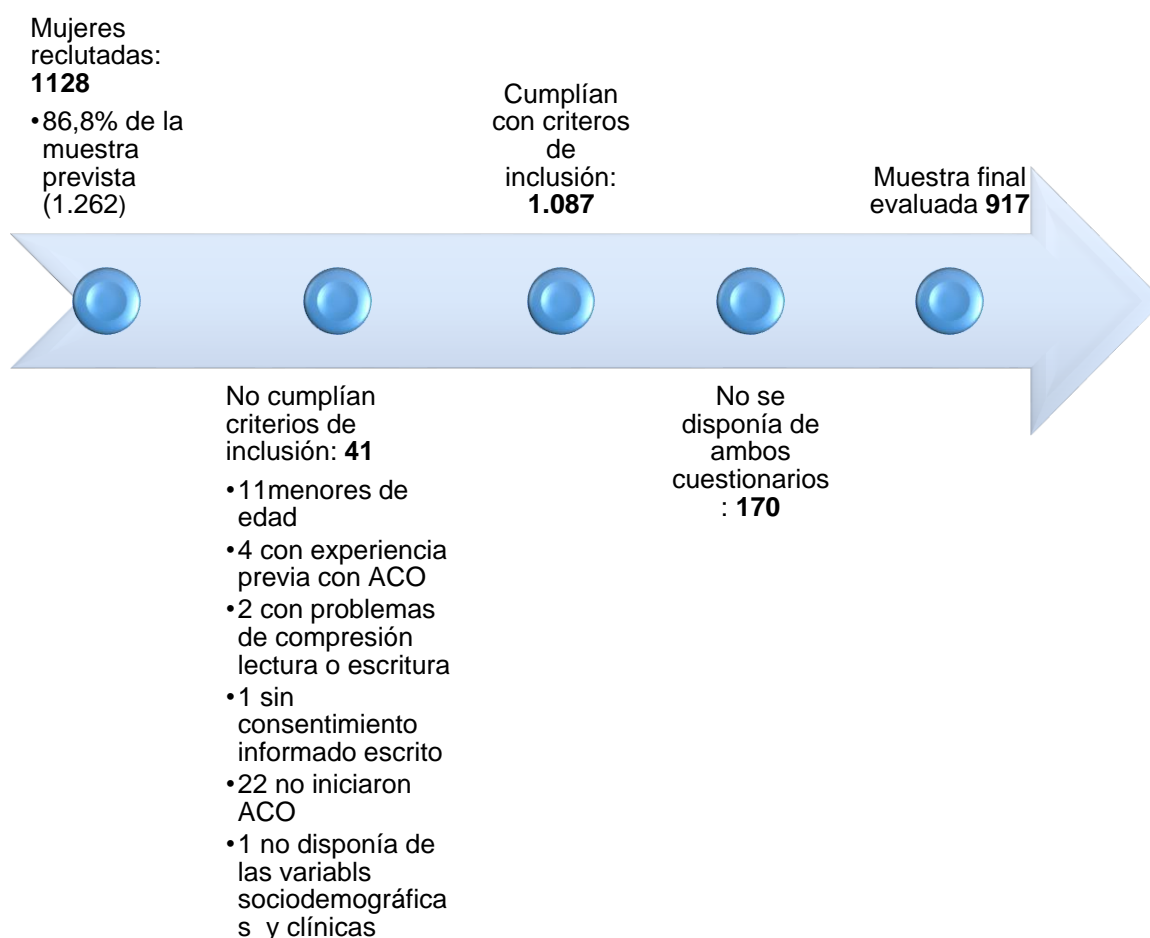 Mujeres
reclutadas:
1128
•86,8% de la
muestra
prevista
(1.262)
No cumplían
criterios de
inclusión: 41
•11menores de
edad
•4 con experiencia
previa con ACO
•2 con problemas
de compresión
lectura o escritura
•1 sin
consentimiento
informado escrito
•22 no iniciaron
ACO
•1 no disponía de
las variabls
sociodemográfica
s y clínicas
Cumplían
con criteros
de
inclusión:
1.087
No se
disponía de
ambos
cuestionarios
: 170
Muestra final
evaluada 917